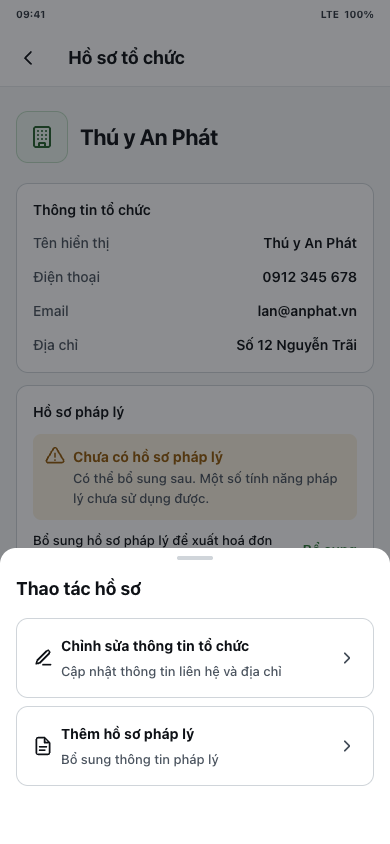 09:41
LTE 100%
Hồ sơ tổ chức
Thú y An Phát
Thông tin tổ chức
Tên hiển thị
Thú y An Phát
Điện thoại
0912 345 678
Email
lan@anphat.vn
Địa chỉ
Số 12 Nguyễn Trãi
Hồ sơ pháp lý
Chưa có hồ sơ pháp lý
Có thể bổ sung sau. Một số tính năng pháp
lý chưa sử dụng được.
Bổ sung hồ sơ pháp lý để xuất hoá đơn
Bổ sung
Thao tác hồ sơ
Chỉnh sửa thông tin tổ chức
Cập nhật thông tin liên hệ và địa chỉ
Thêm hồ sơ pháp lý
Bổ sung thông tin pháp lý